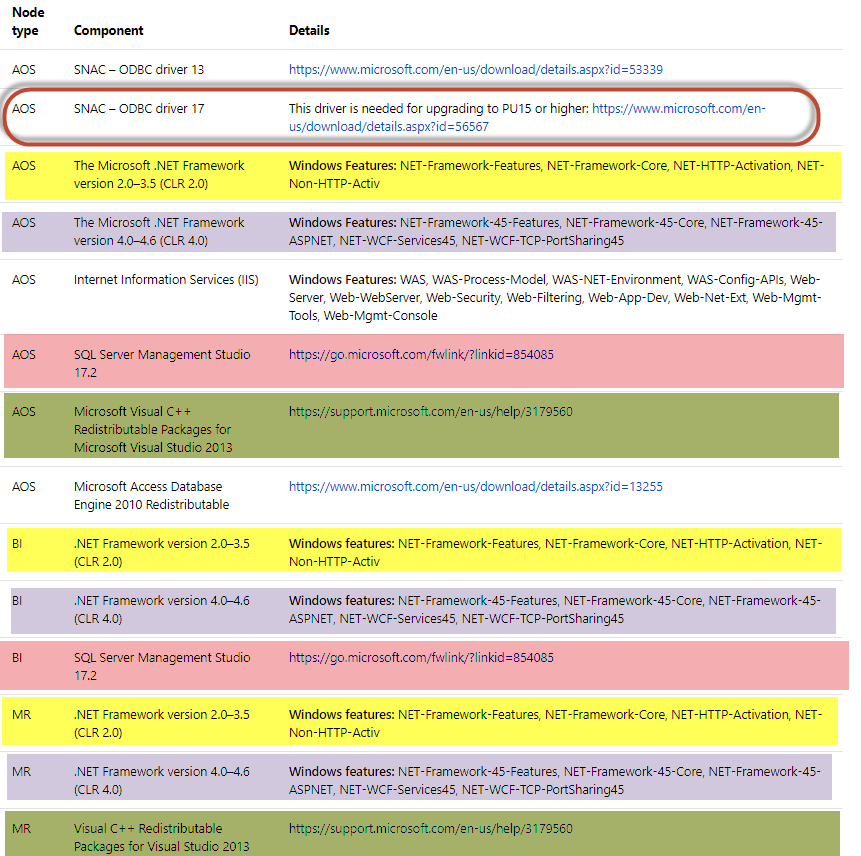 Node type Component Details
AOS SNAC – ODBC driver 13 https://www.microsoft.com/en-us/download/details.aspx?id=53339
AOS SNAC – ODBC driver 17 This driver is needed for upgrading to PU15 or higher: https://www.microsoft.com/en-
us/download/details.aspx?id=56567
AOS The Microsoft .NET Framework Windows Features: NET-Framework-Features, NET-Framework-Core, NET-HTTP-Activation, NET-
version 2.0–3.5 (CLR 2.0) Non-HTTP-Activ
AOS The Microsoft .NET Framework Windows Features: NET-Framework-45-Features, NET-Framework-45-Core, NET-Framework-45-
version 4.0–4.6 (CLR 4.0) ASPNET, NET-WCF-Services45, NET-WCF-TCP-PortSharing45
AOS Internet Information Services (IIS) Windows Features: WAS, WAS-Process-Model, WAS-NET-Environment, WAS-Config-APIs, Web-
Server, Web-WebServer, Web-Security, Web-Filtering, Web-App-Dev, Web-Net-Ext, Web-Mgmt-
Tools, Web-Mgmt-Console
AOS SQL Server Management Studio https://go.microsoft.com/fwlink/?linkid=854085
17.2
AOS Microsoft Visual C++ https://support.microsoft.com/en-us/help/3179560
Redistributable Packages for
Microsoft Visual Studio 2013
AOS Microsoft Access Database https://www.microsoft.com/en-us/download/details.aspx?id=13255
Engine 2010 Redistributable
BI .NET Framework version 2.0–3.5 Windows features: NET-Framework-Features, NET-Framework-Core, NET-HTTP-Activation, NET-
(CLR 2.0) Non-HTTP-Activ
BI .NET Framework version 4.0–4.6 Windows features: NET-Framework-45-Features, NET-Framework-45-Core, NET-Framework-45-
(CLR 4.0) ASPNET, NET-WCF-Services45, NET-WCF-TCP-PortSharing45
BI SQL Server Management Studio https://go.microsoft.com/fwlink/?linkid=854085
17.2
MR .NET Framework version 2.0–3.5 Windows features: NET-Framework-Features, NET-Framework-Core, NET-HTTP-Activation, NET-
(CLR 2.0) Non-HTTP-Activ
MR .NET Framework version 4.0–4.6 Windows features: NET-Framework-45-Features, NET-Framework-45-Core, NET-Framework-45-
(CLR 4.0) ASPNET, NET-WCF-Services45, NET-WCF-TCP-PortSharing45
MR Visual C++ Redistributable https://support.microsoft.com/en-us/help/3179560
Packages for Visual Studio 2013